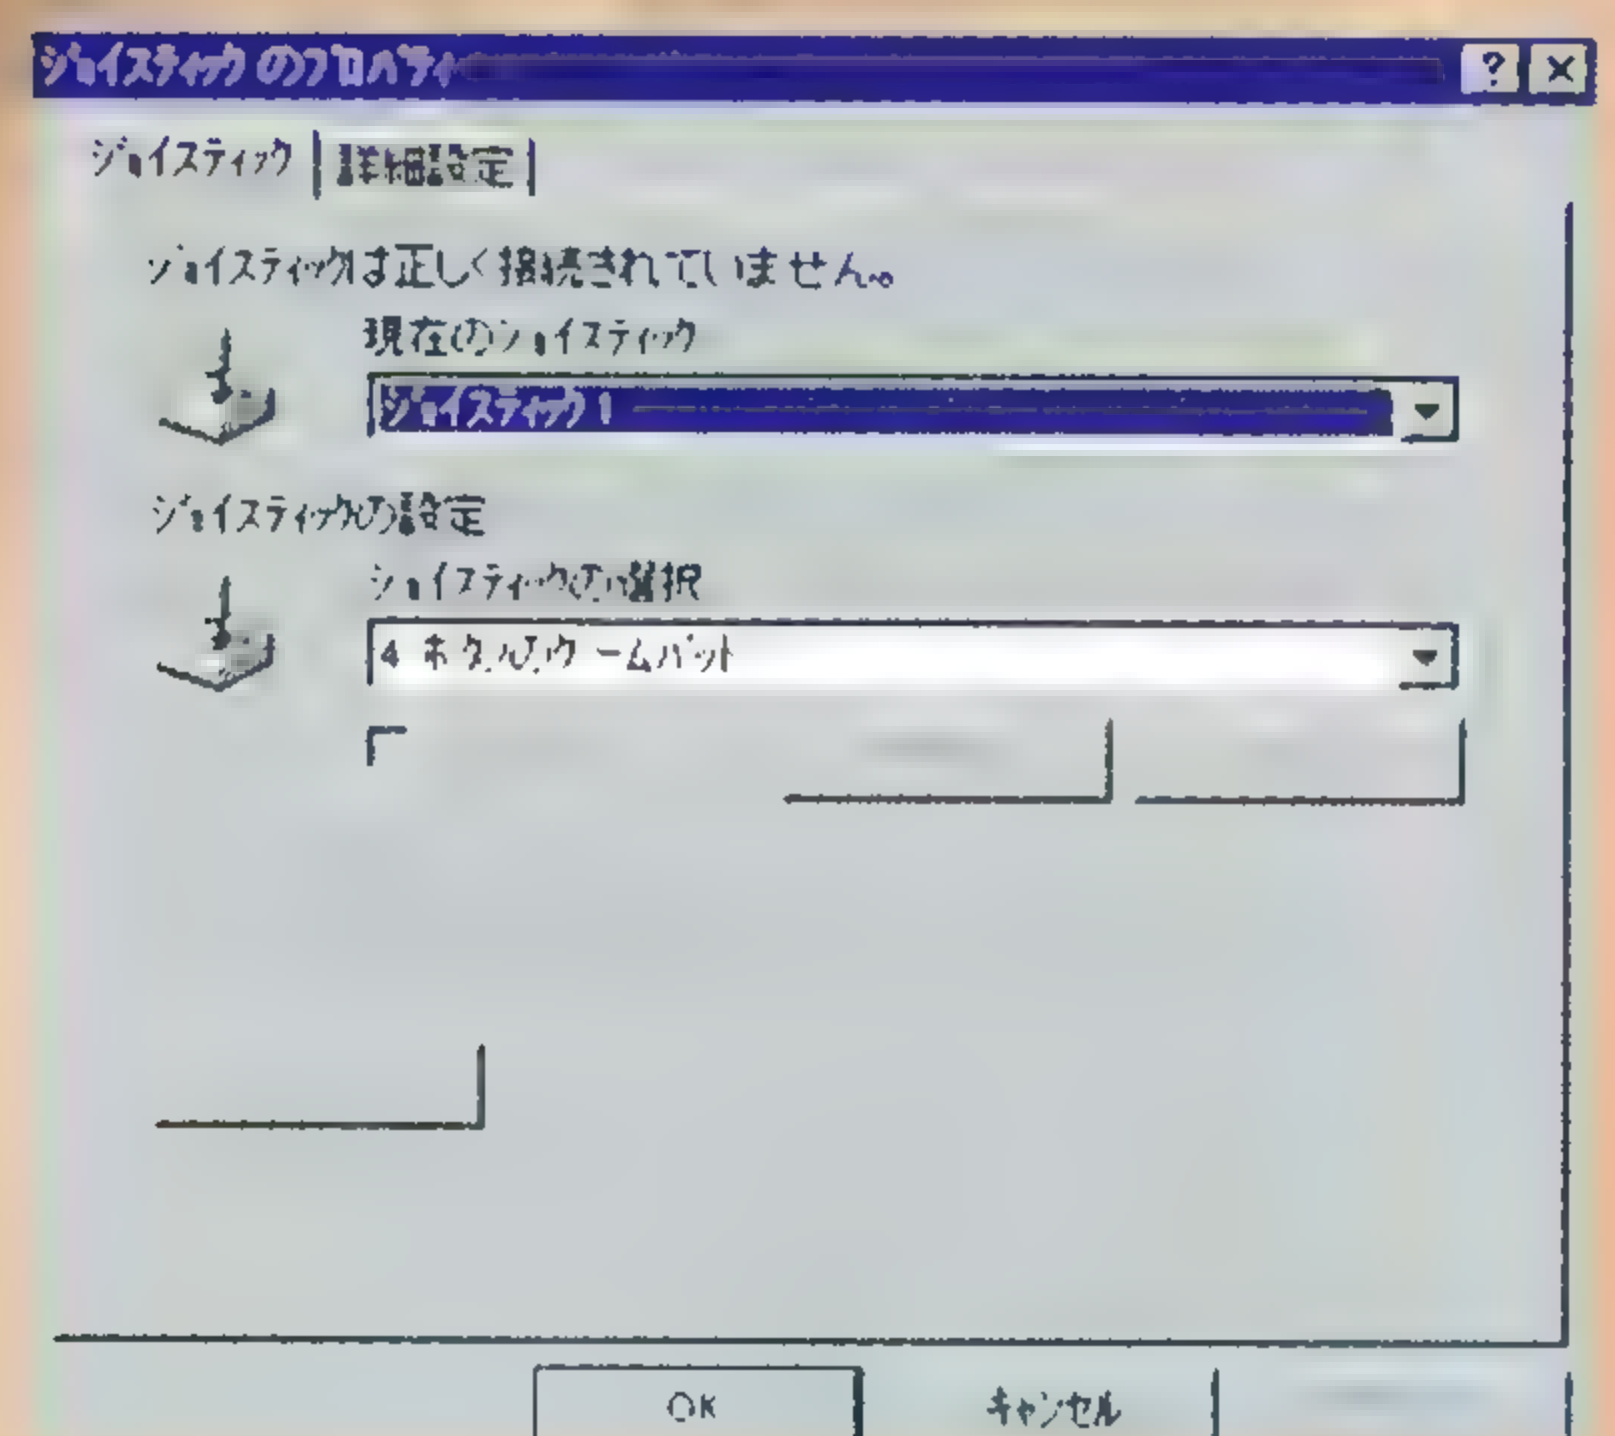 ジョイスティックのプロパティ
ジョイスティック 詳細設定
ジョイスティックは正しく接続されていません。
現在のジョイスティック
ジョイスティック 1
ジョイスティックの設定
ジョイスティックの選択
4 ボタンのゲームパッド
OK キャンセル